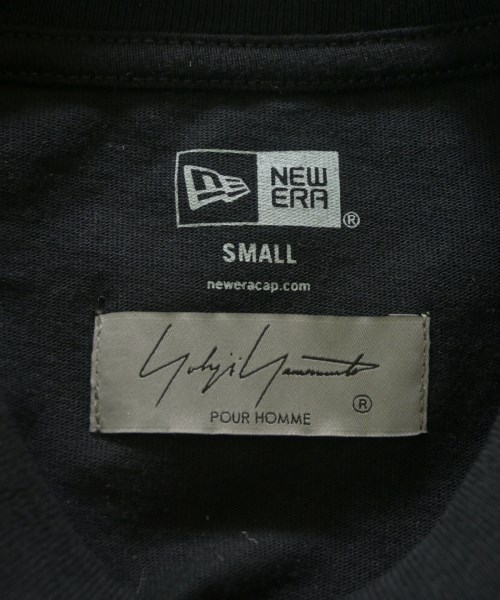 NEW
ERA®
SMALL
neweracap.com
Yohji Yamamoto
POUR HOMME ®